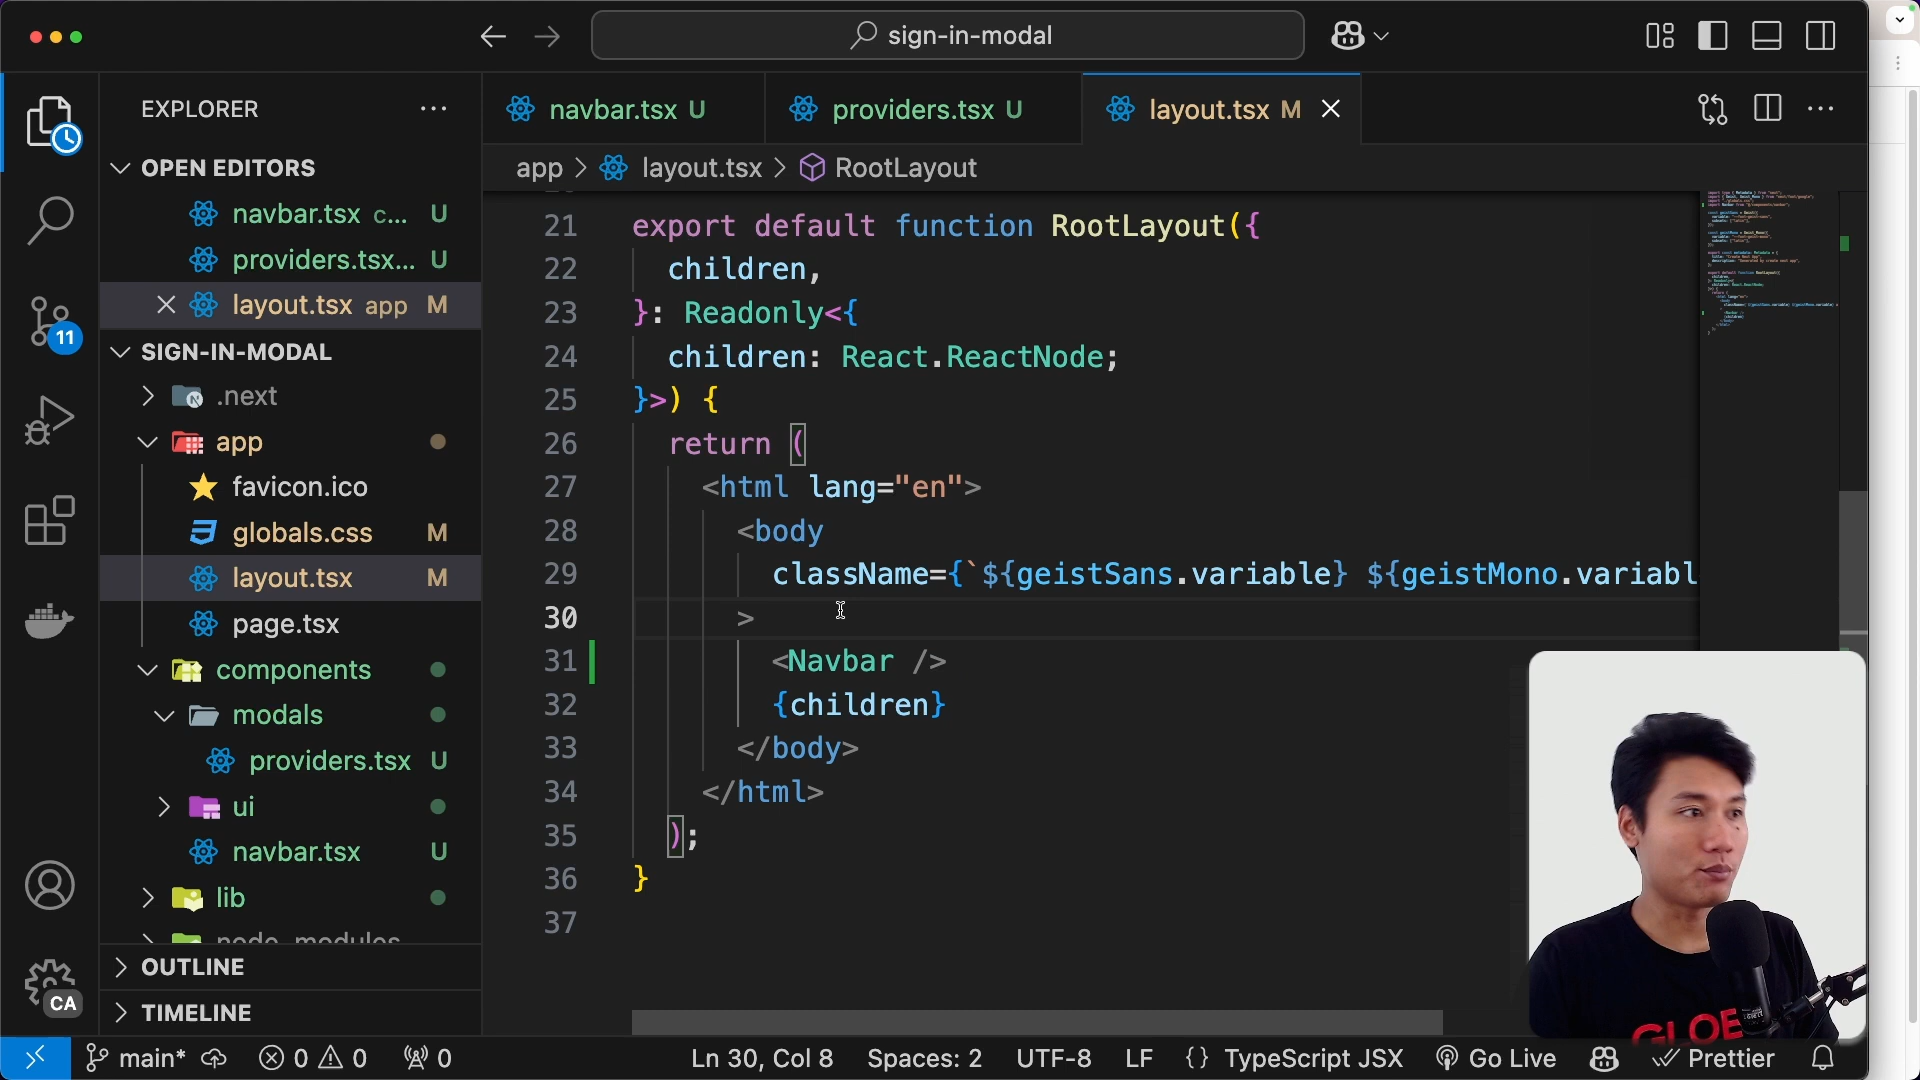 sign-in-modal
EXPLORER
OPEN EDITORS
navbar.tsx c... U
providers.tsx... U
layout.tsx app M
11
SIGN-IN-MODAL
.next
app
favicon.ico
globals.css M
layout.tsx M
page.tsx
components
modals
providers.tsx U
ui
navbar.tsx U
lib
node_modules
OUTLINE
TIMELINE
CA
navbar.tsx U
providers.tsx U
layout.tsx M
app > layout.tsx > RootLayout
21 export default function RootLayout({
22 children,
23 }: Readonly<{
24 children: React.ReactNode;
25 }>) {
26 return (
27 <html lang="en">
28 <body
29 className={`${geistSans.variable} ${geistMono.variabl
30 >
31 <Navbar />
32 {children}
33 </body>
34 </html>
35 );
36 }
37
main* 0 0 0
Ln 30, Col 8 Spaces: 2 UTF-8 LF {} TypeScript JSX Go Live Prettier